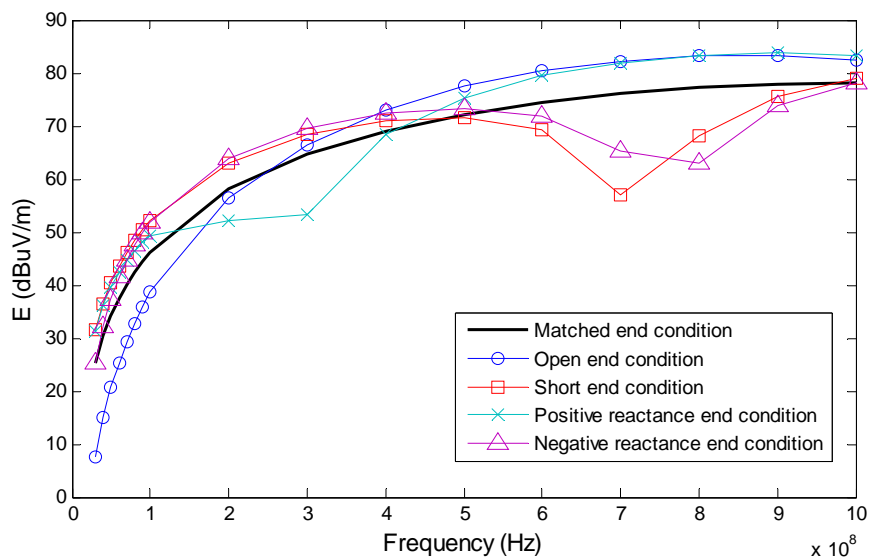 90
80
70
60
50
40
30
20
10
0
E (dBuV/m)
Matched end condition
Open end condition
Short end condition
Positive reactance end condition
Negative reactance end condition
0 1 2 3 4 5 6 7 8 9 10
Frequency (Hz)
x 10^8